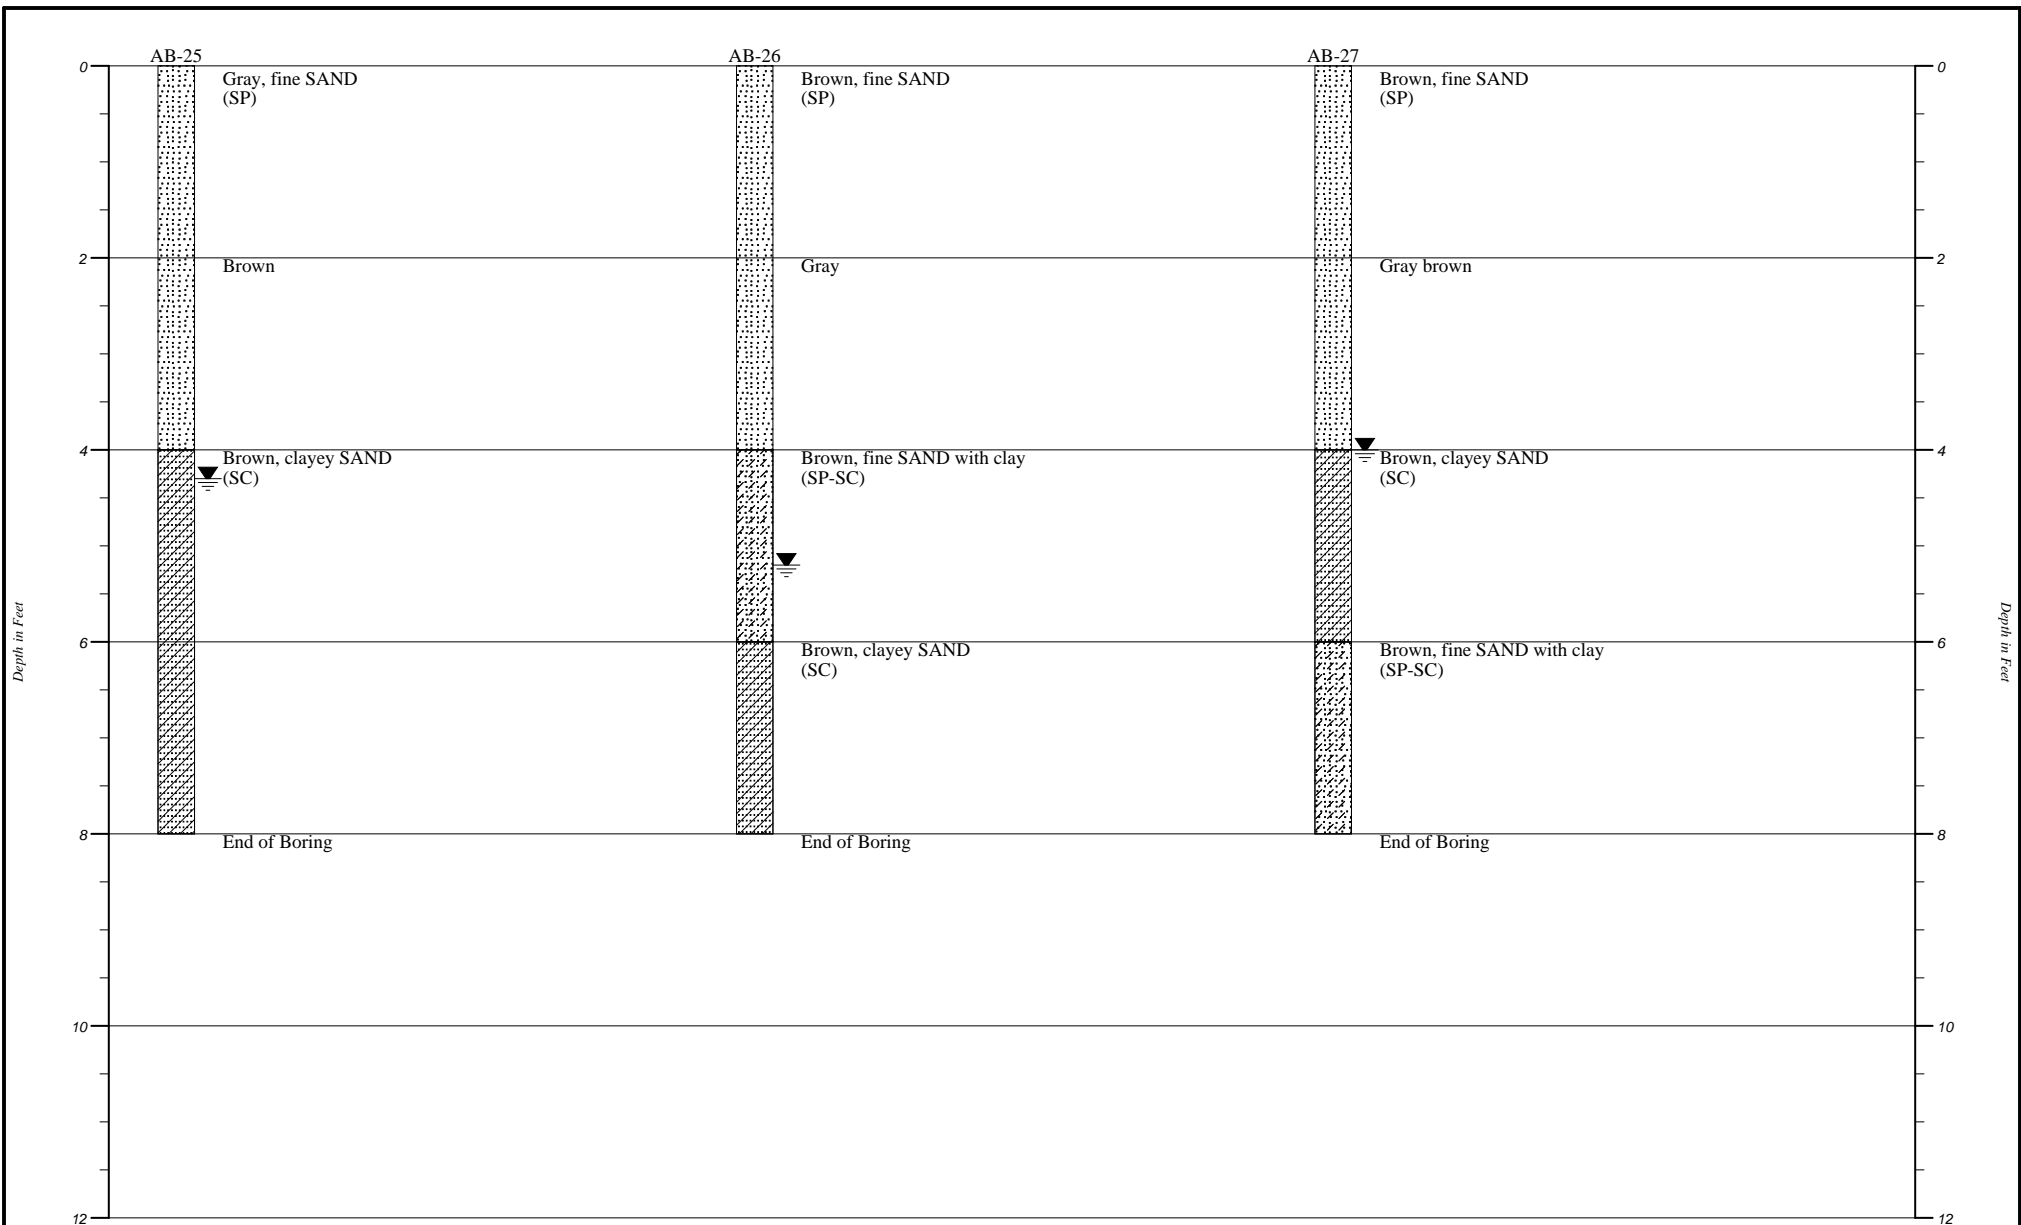 AB-25
AB-26
AB-27
0
0
Gray, fine SAND
(SP)
Brown, fine SAND
(SP)
Brown, fine SAND
(SP)
2
Brown
Gray
Gray brown
2
4
Brown, clayey SAND
(SC)
Brown, fine SAND with clay
(SP-SC)
Brown, clayey SAND
(SC)
4
Depth in Feet
6
Brown, clayey SAND
(SC)
Brown, fine SAND with clay
(SP-SC)
6
Depth in Feet
8
End of Boring
End of Boring
End of Boring
8
10
10
12
12